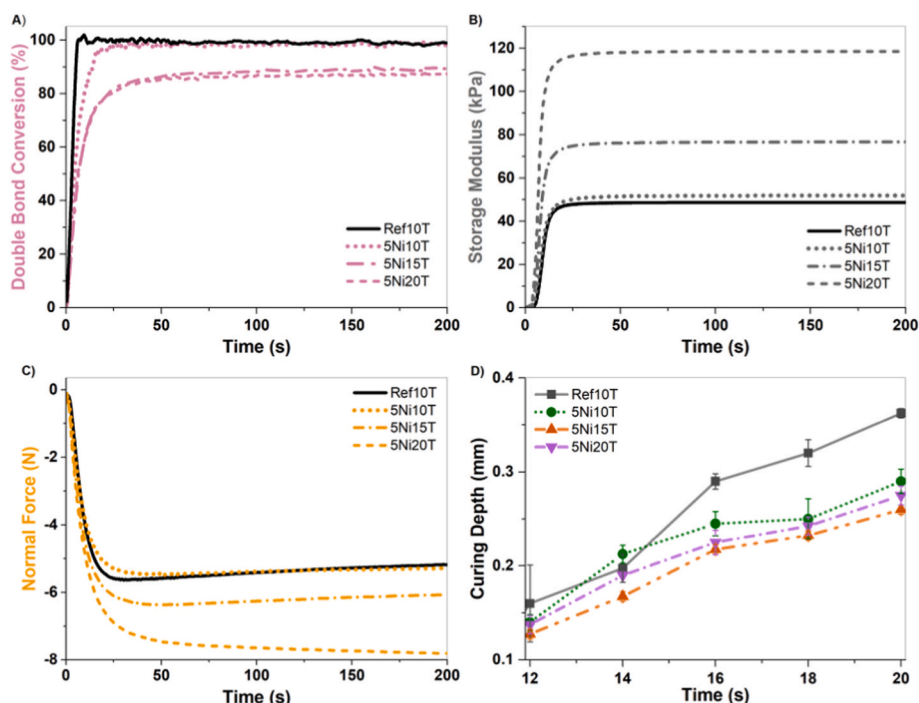 A)
Double Bond Conversion (%)
100
80
60
40
20
0
Ref10T
5Ni10T
5Ni15T
5Ni20T
0 50 100 150 200
Time (s)
B)
Storage Modulus (kPa)
120
100
80
60
40
20
0
Ref10T
5Ni10T
5Ni15T
5Ni20T
0 50 100 150 200
Time (s)
C)
Normal Force (N)
0
-2
-4
-6
-8
Ref10T
5Ni10T
5Ni15T
5Ni20T
0 50 100 150 200
Time (s)
D)
Curing Depth (mm)
0.4
0.3
0.2
0.1
Ref10T
5Ni10T
5Ni15T
5Ni20T
12 14 16 18 20
Time (s)